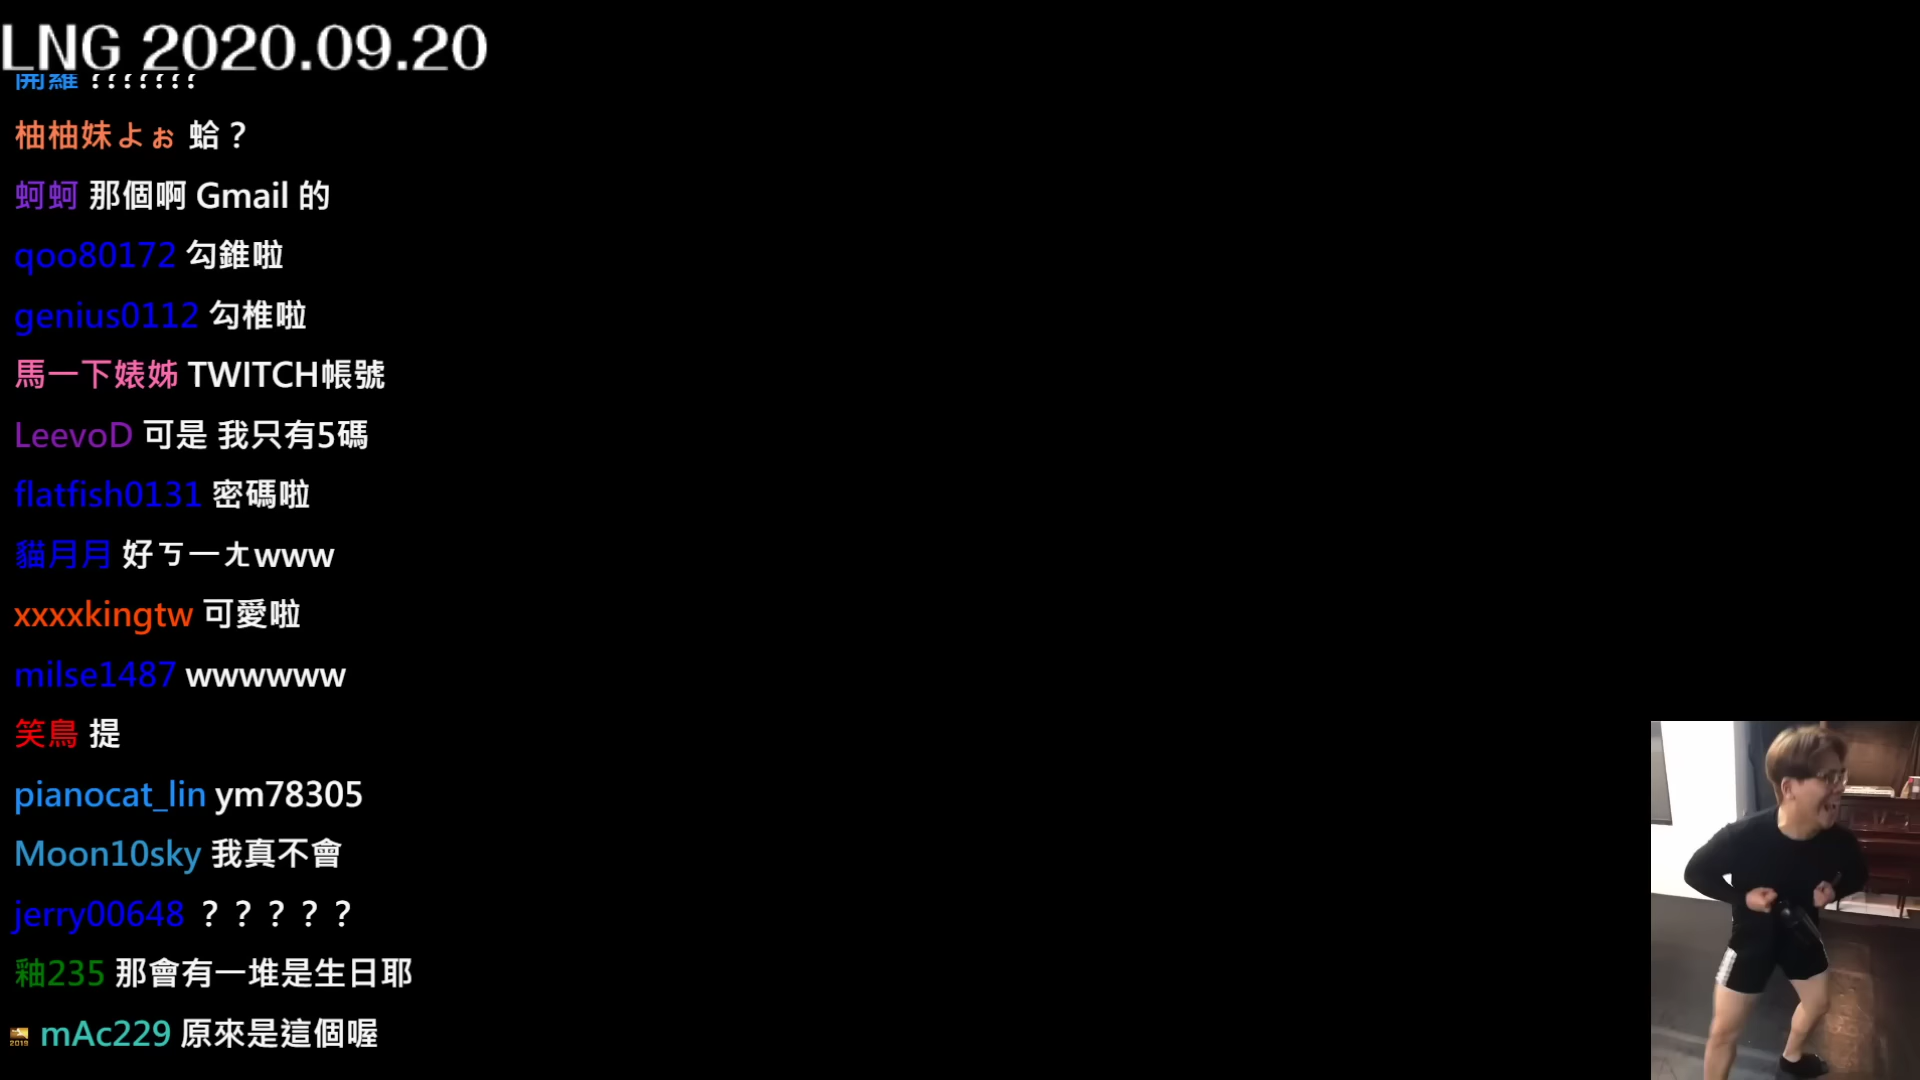 LNG 2020.09.20
開羅 ???????
柚柚妹よぉ 蛤？
蚵蚵 那個啊 Gmail 的
qoo80172 勾錐啦
genius0112 勾椎啦
馬一下婊姊 TWITCH帳號
LeevoD 可是 我只有5碼
flatfish0131 密碼啦
貓月月 好ㄎㄧㄤwww
xxxxkingtw 可愛啦
milse1487 wwwwww
笑鳥 提
pianocat_lin ym78305
Moon10sky 我真不會
jerry00648 ？？？？？
釉235 那會有一堆是生日耶
2019 mAc229 原來是這個喔